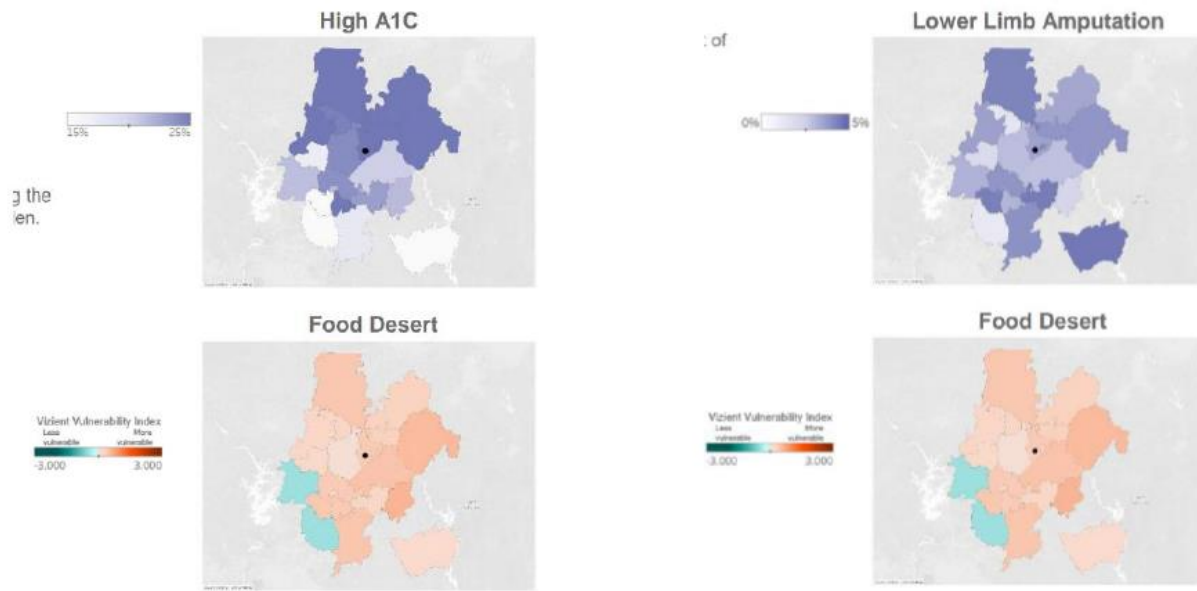 High A1C
Lower Limb Amputation
of
15%
25%
0%
5%
g the
en.
Food Desert
Food Desert
Vizient Vulnerability Index
Less
vulnerable
More
vulnerable
-3.000
3.000
Vizient Vulnerability Index
Less
vulnerable
More
vulnerable
-3.000
3.000